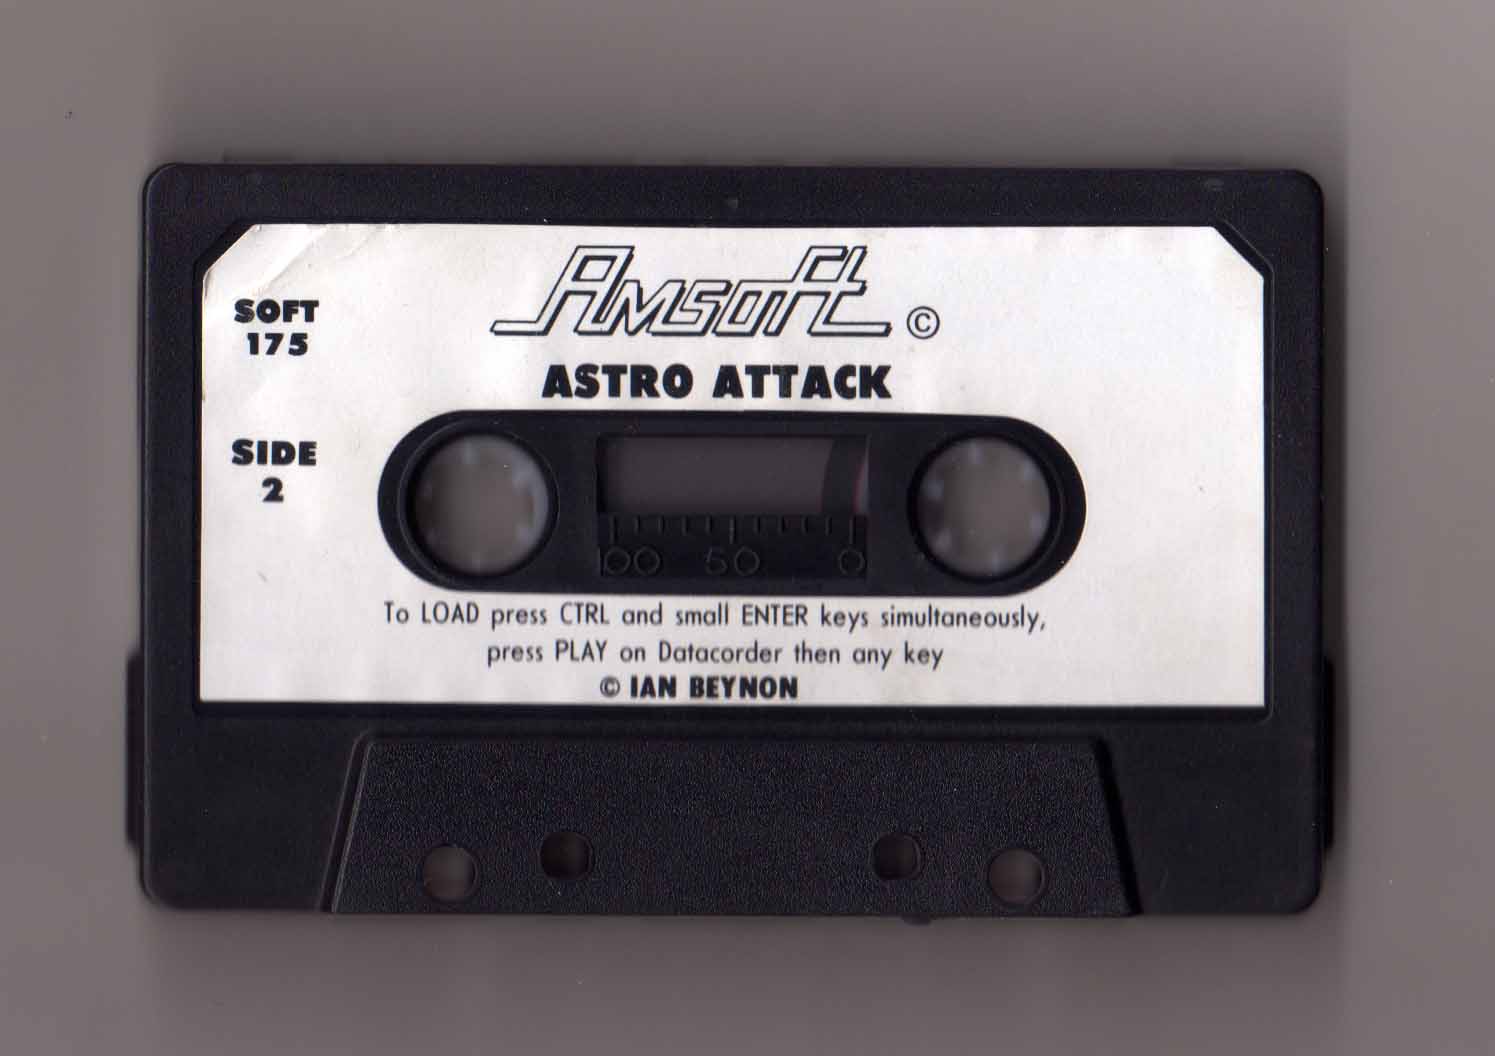 Amsoft ©
SOFT
175
ASTRO ATTACK
SIDE
2
100 50 0
To LOAD press CTRL and small ENTER keys simultaneously,
press PLAY on Datacorder then any key
© IAN BEYNON